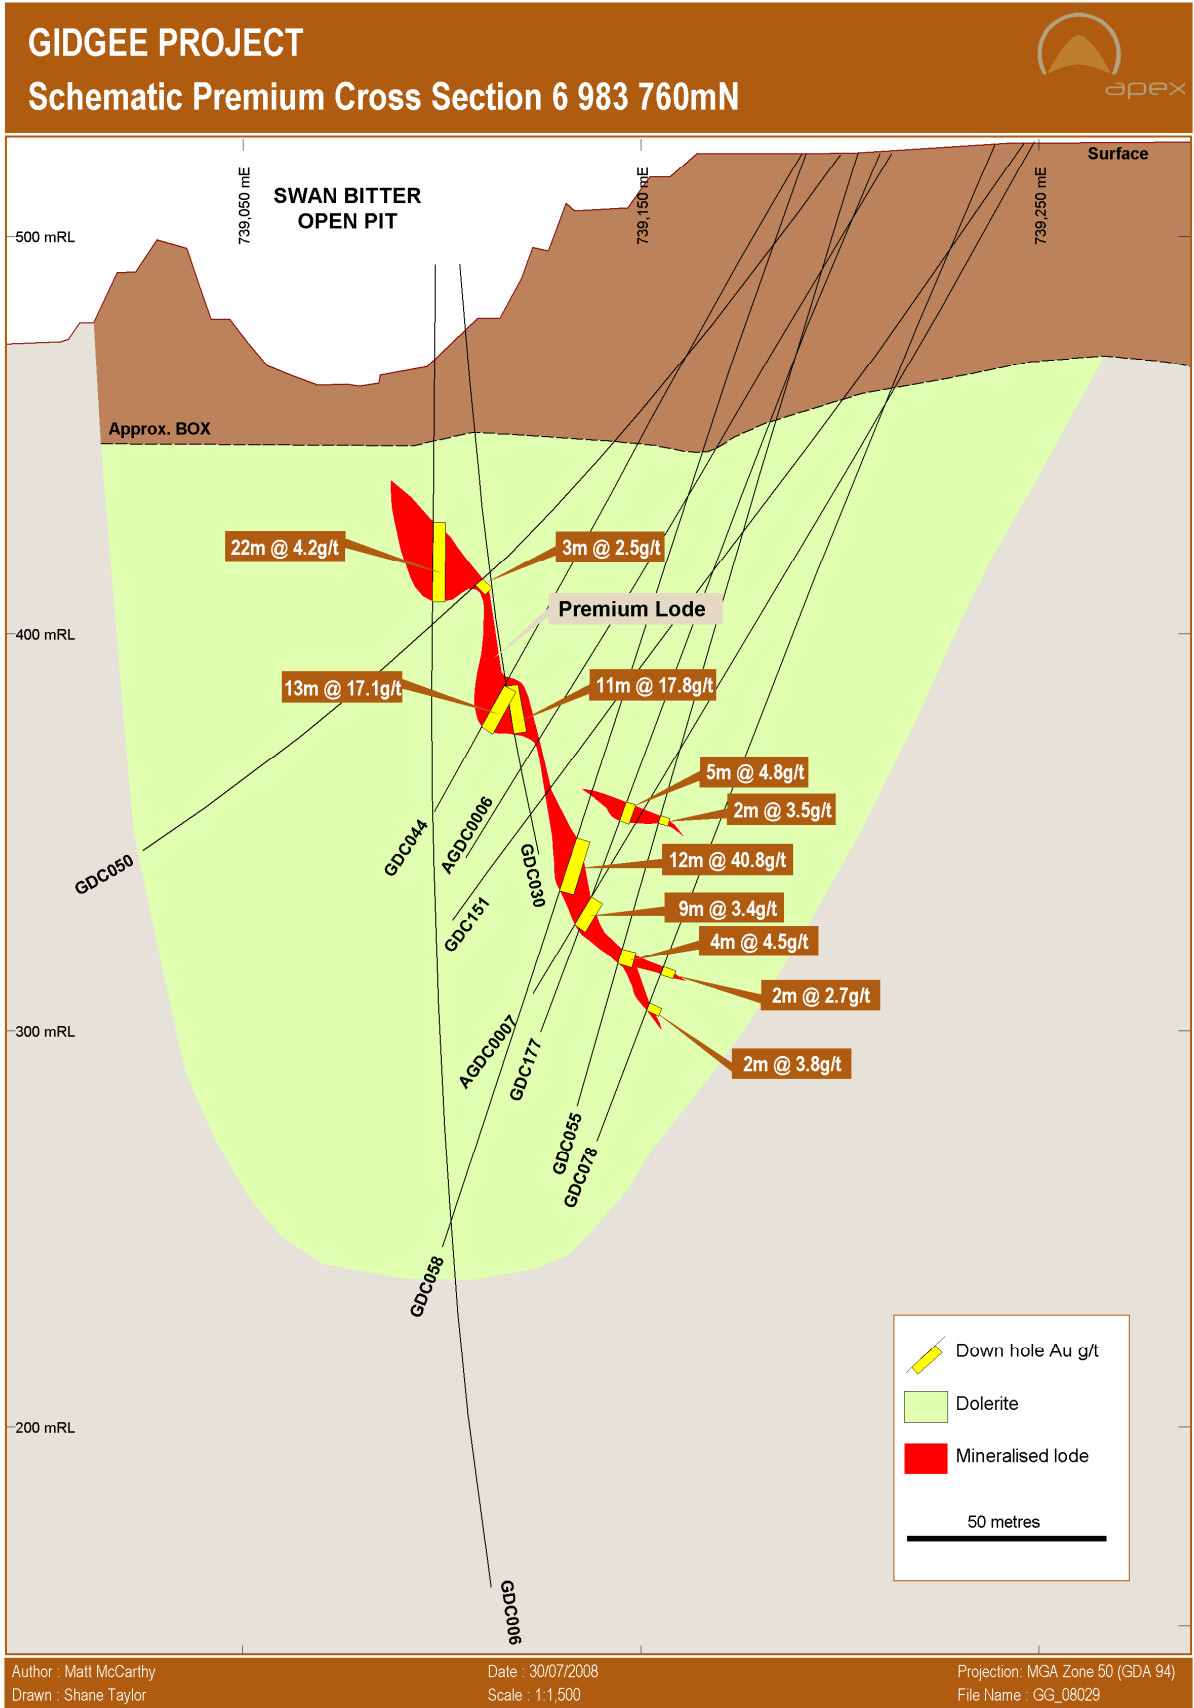 GIDGEE PROJECT
Schematic Premium Cross Section 6 983 760mN
apex
Surface
739,050 mE
739,150 mE
739,250 mE
SWAN BITTER
OPEN PIT
500 mRL
Approx. BOX
22m @ 4.2g/t
3m @ 2.5g/t
Premium Lode
400 mRL
13m @ 17.1g/t
11m @ 17.8g/t
5m @ 4.8g/t
2m @ 3.5g/t
GDC050
GDC044
AGDC0006
GDC151
GDC030
12m @ 40.8g/t
9m @ 3.4g/t
4m @ 4.5g/t
2m @ 2.7g/t
300 mRL
AGDC0007
GDC177
2m @ 3.8g/t
GDC055
GDC078
GDC058
Down hole Au g/t
Dolerite
200 mRL
Mineralised lode
50 metres
GDC006
Author : Matt McCarthy
Date : 30/07/2008
Projection: MGA Zone 50 (GDA 94)
Drawn : Shane Taylor
Scale : 1:1,500
File Name : GG_08029